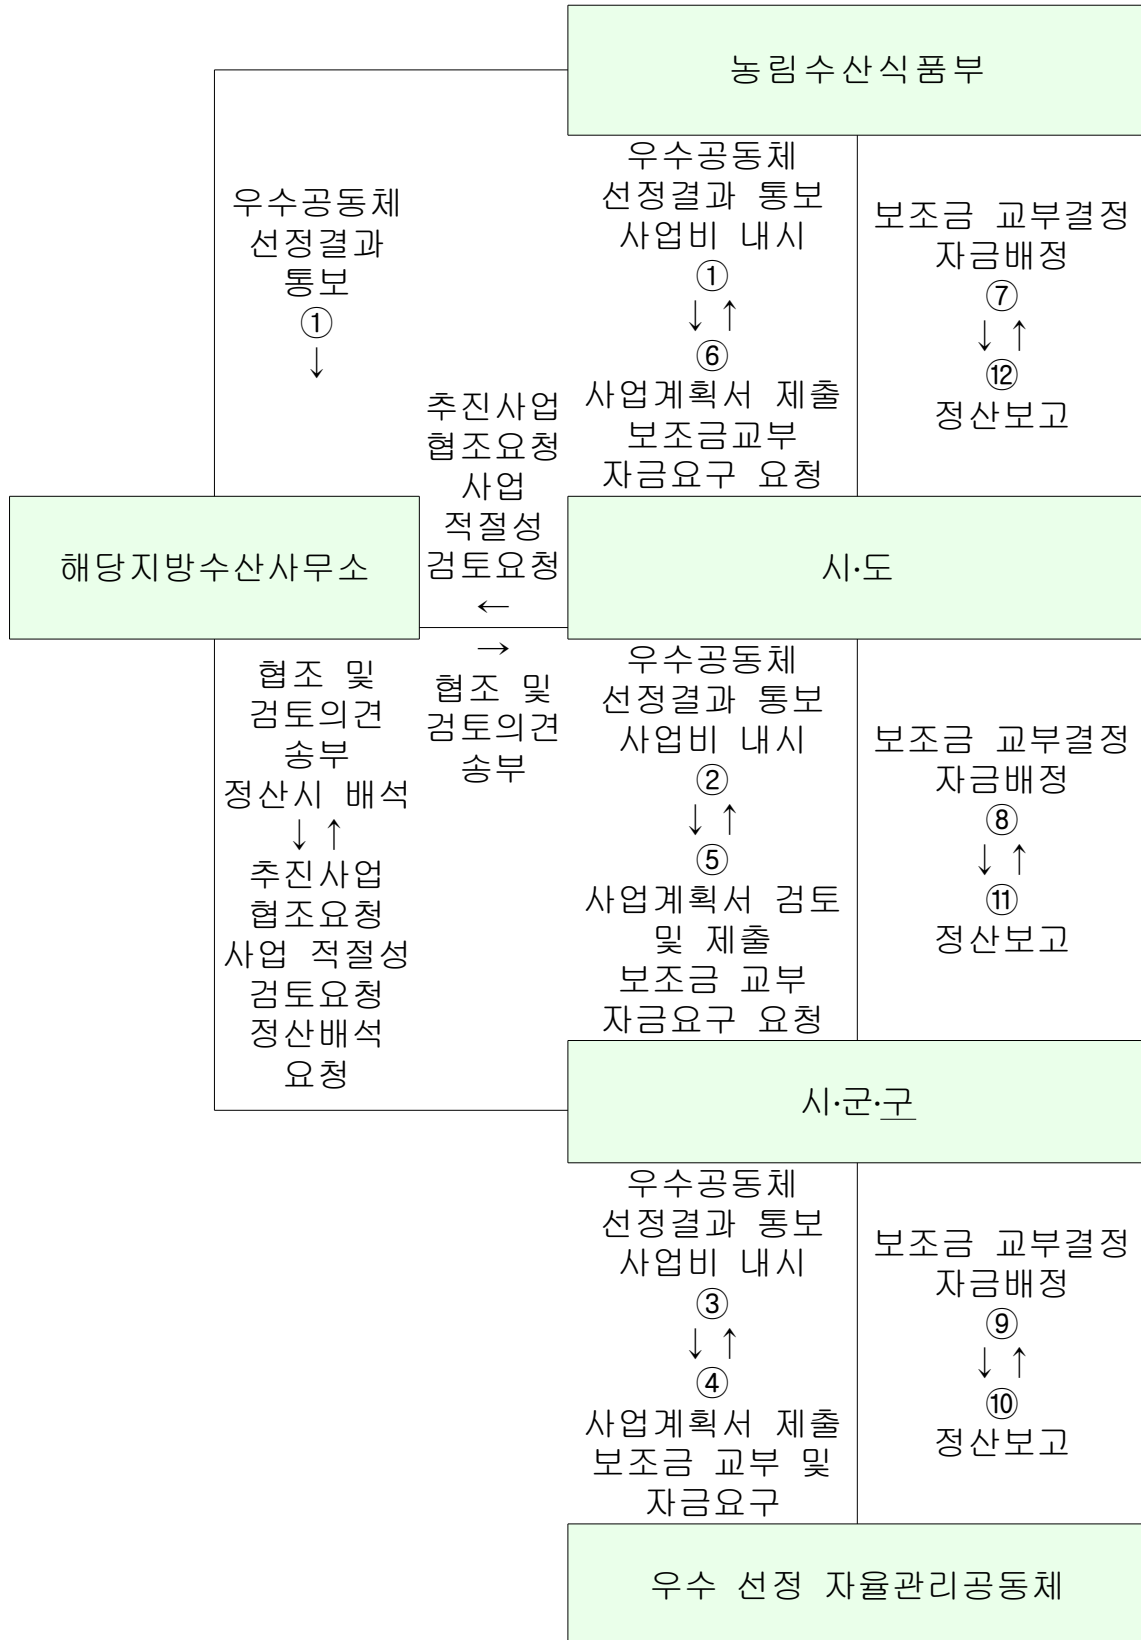 농림수산식품부
우수공동체
선정결과
통보
①
↓
우수공동체
선정결과 통보
사업비 내시
①
↓ ↑
⑥
사업계획서 제출
보조금교부
자금요구 요청
보조금 교부결정
자금배정
⑦
↓ ↑
⑫
정산보고
추진사업
협조요청
사업
적절성
검토요청
←
해당지방수산사무소
시·도
→
협조 및
검토의견
송부
협조 및
검토의견
송부
정산시 배석
↓ ↑
추진사업
협조요청
사업 적절성
검토요청
정산배석
요청
우수공동체
선정결과 통보
사업비 내시
②
↓ ↑
⑤
사업계획서 검토
및 제출
보조금 교부
자금요구 요청
보조금 교부결정
자금배정
⑧
↓ ↑
⑪
정산보고
시·군·구
우수공동체
선정결과 통보
사업비 내시
③
↓ ↑
④
사업계획서 제출
보조금 교부 및
자금요구
보조금 교부결정
자금배정
⑨
↓ ↑
⑩
정산보고
우수 선정 자율관리공동체